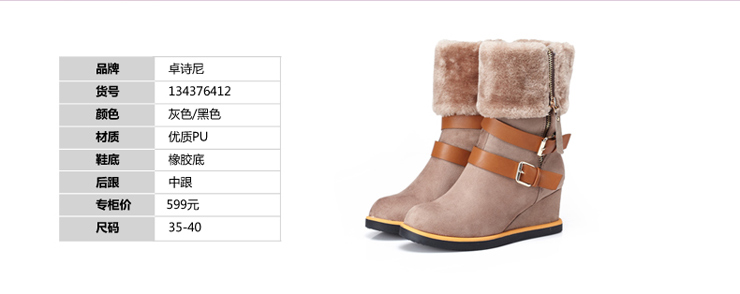 品牌 卓诗尼
货号 134376412
颜色 灰色/黑色
材质 优质PU
鞋底 橡胶底
后跟 中跟
专柜价 599元
尺码 35-40